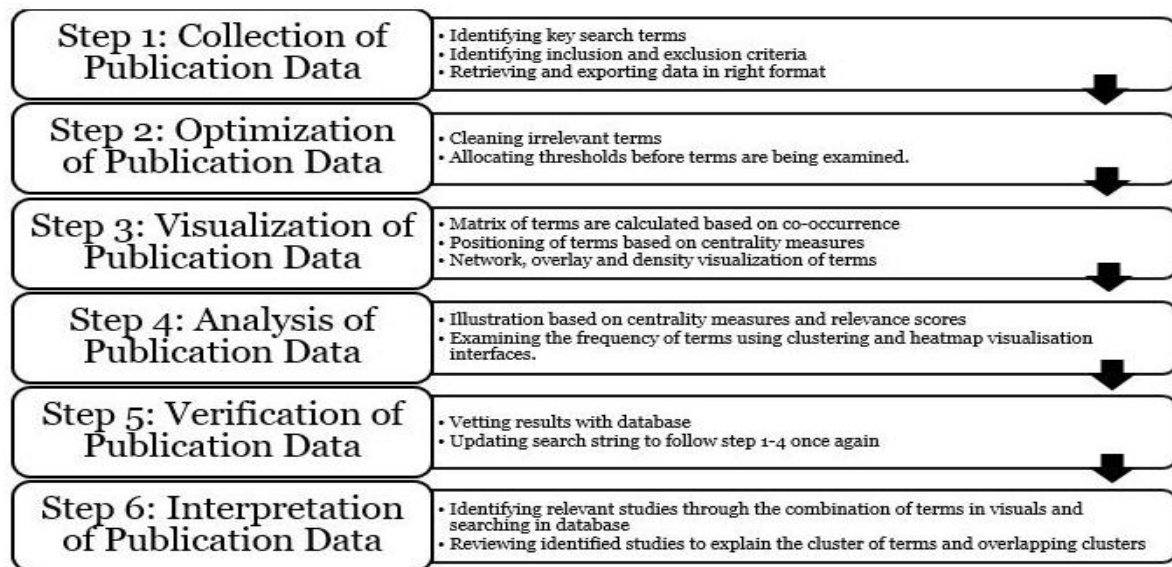 Step 1: Collection of
Publication Data
• Identifying key search terms
• Identifying inclusion and exclusion criteria
• Retrieving and exporting data in right format
Step 2: Optimization
of Publication Data
• Cleaning irrelevant terms
• Allocating thresholds before terms are being examined.
Step 3: Visualization of
Publication Data
• Matrix of terms are calculated based on co-occurrence
• Positioning of terms based on centrality measures
• Network, overlay and density visualization of terms
Step 4: Analysis of
Publication Data
• Illustration based on centrality measures and relevance scores
• Examining the frequency of terms using clustering and heatmap visualisation
interfaces.
Step 5: Verification of
Publication Data
• Vetting results with database
• Updating search string to follow step 1-4 once again
Step 6: Interpretation
of Publication Data
• Identifying relevant studies through the combination of terms in visuals and
searching in database
• Reviewing identified studies to explain the cluster of terms and overlapping clusters